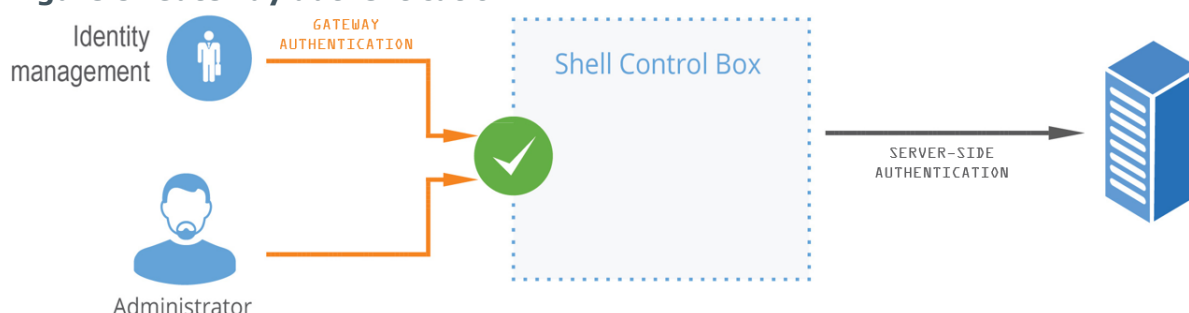 Identity
management
GATEWAY
AUTHENTICATION
Shell Control Box
SERVER-SIDE
AUTHENTICATION
Administrator